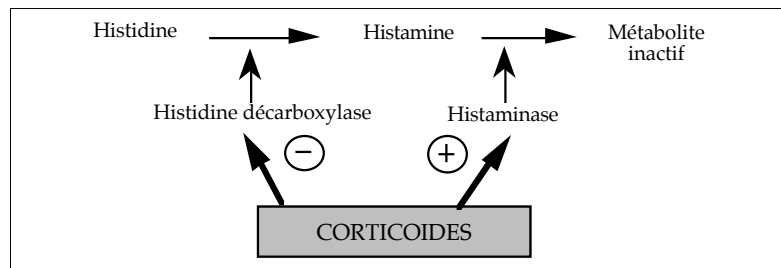 Histidine
Histamine
Métabolite
inactif
Histidine décarboxylase
Histaminase
−
+
CORTICOIDES